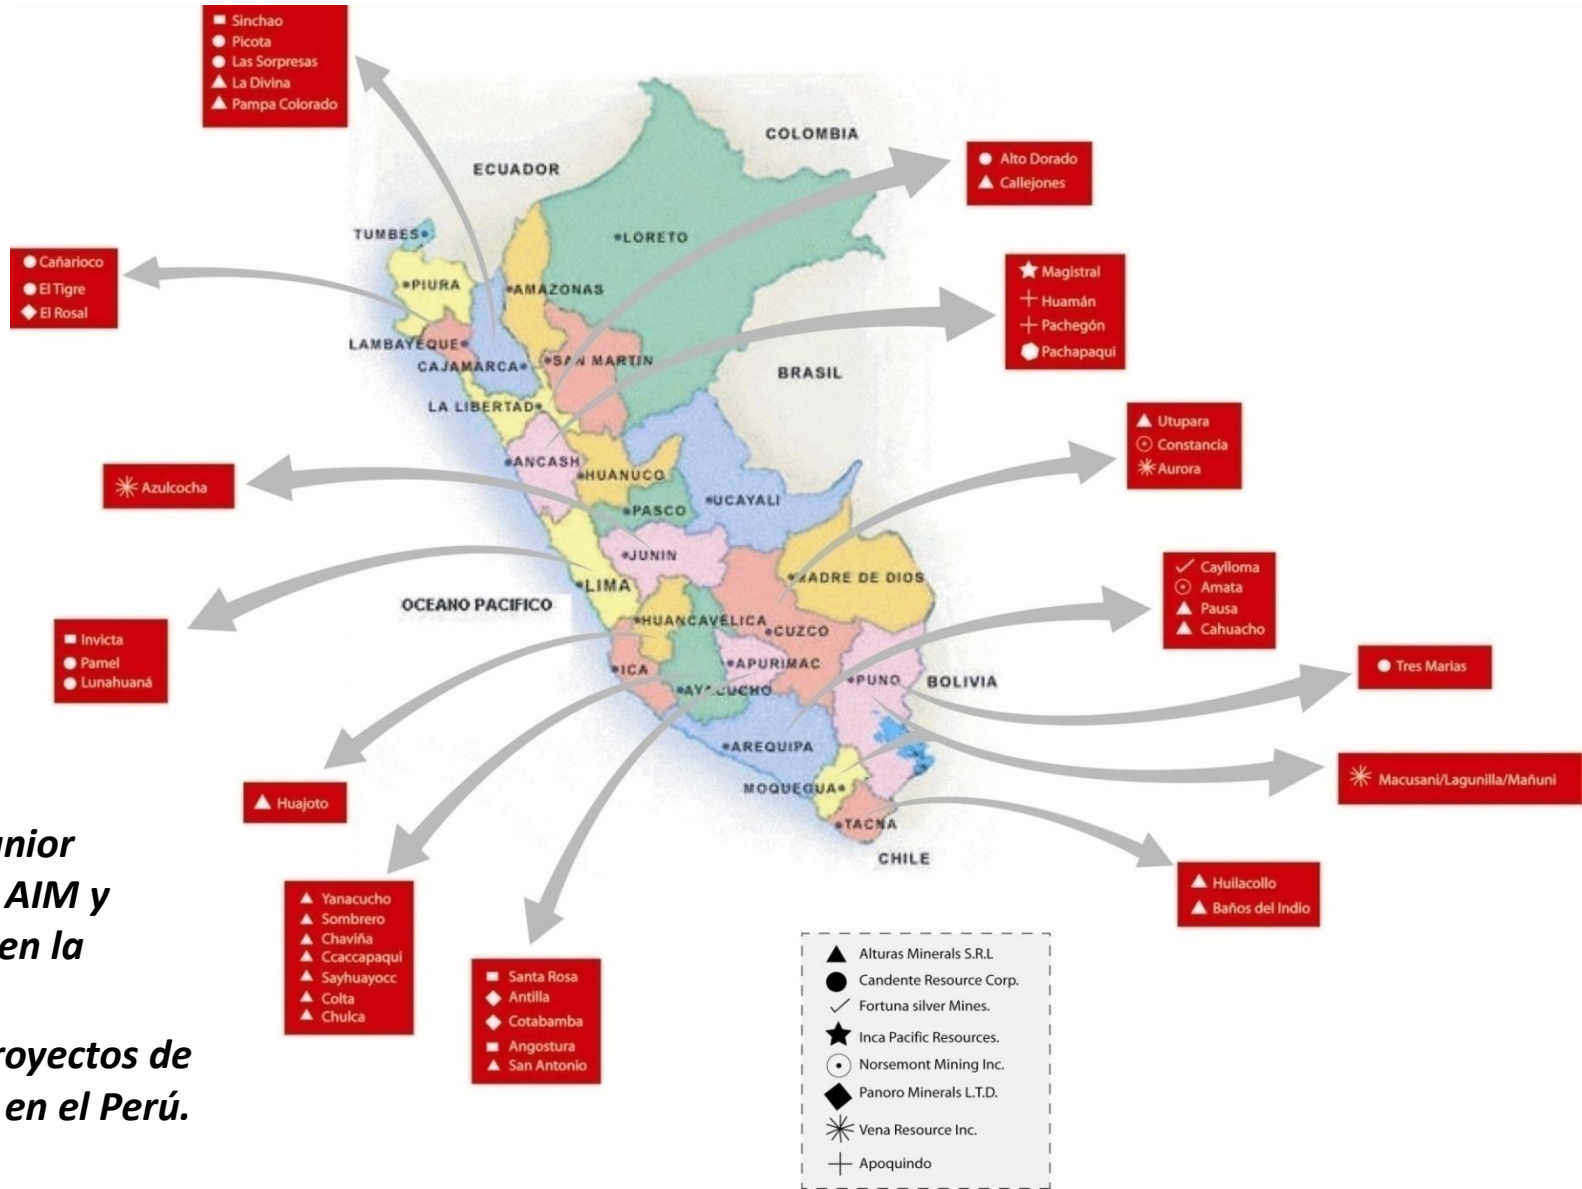 Sinchao
Picota
Las Sorpresas
La Divina
Pampa Colorado
COLOMBIA
ECUADOR
Alto Dorado
Callejones
TUMBES
LORETO
Cañarioco
El Tigre
El Rosal
PIURA
AMAZONAS
Magistral
Huamán
Pachegón
Pachapaqui
LAMBAYEQUE
CAJAMARCA
SAN MARTIN
BRASIL
LA LIBERTAD
Utupara
Constancia
Aurora
ANCASH
HUANUCO
Azulcocha
PASCO
UCAYALI
JUNIN
LIMA
MADRE DE DIOS
Caylloma
Amata
Pausa
Cahuacho
OCEANO PACIFICO
HUANCAVELICA
CUZCO
Invicta
Pamel
Lunahuaná
ICA
APURIMAC
AYACUCHO
PUNO
BOLIVIA
Tres Marias
AREQUIPA
MOQUEGUA
Macusani/Lagunilla/Mañuni
Huajoto
TACNA
CHILE
nior
AIM y
en la
royectos de
en el Perú.
Huilacollo
Baños del Indio
Yanacucho
Sombrero
Chaviña
Ccaccapaqui
Sayhuayocc
Colta
Chulca
Santa Rosa
Antilla
Cotabamba
Angostura
San Antonio
Alturas Minerals S.R.L
Candente Resource Corp.
Fortuna silver Mines.
Inca Pacific Resources.
Norsemont Mining Inc.
Panoro Minerals L.T.D.
Vena Resource Inc.
Apoquindo